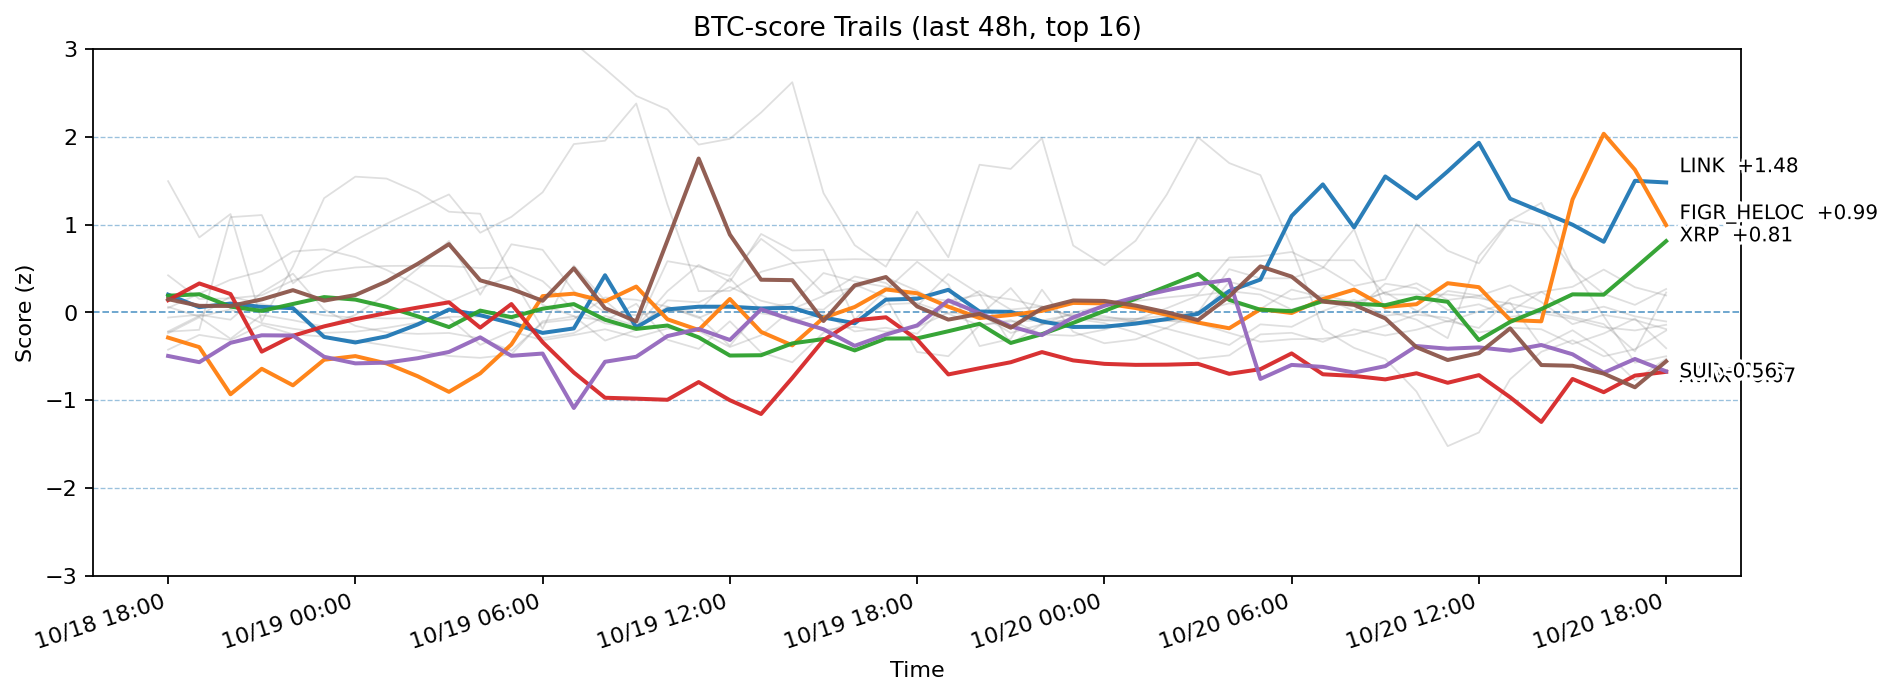 BTC-score Trails (last 48h, top 16)
3
2
1
0
−1
−2
−3
Score (z)
LINK +1.48
FIGR_HELOC +0.99
XRP +0.81
10/18 18:00
10/19 00:00
10/19 06:00
10/19 12:00
10/19 18:00
10/20 00:00
10/20 06:00
10/20 12:00
10/20 18:00
Time